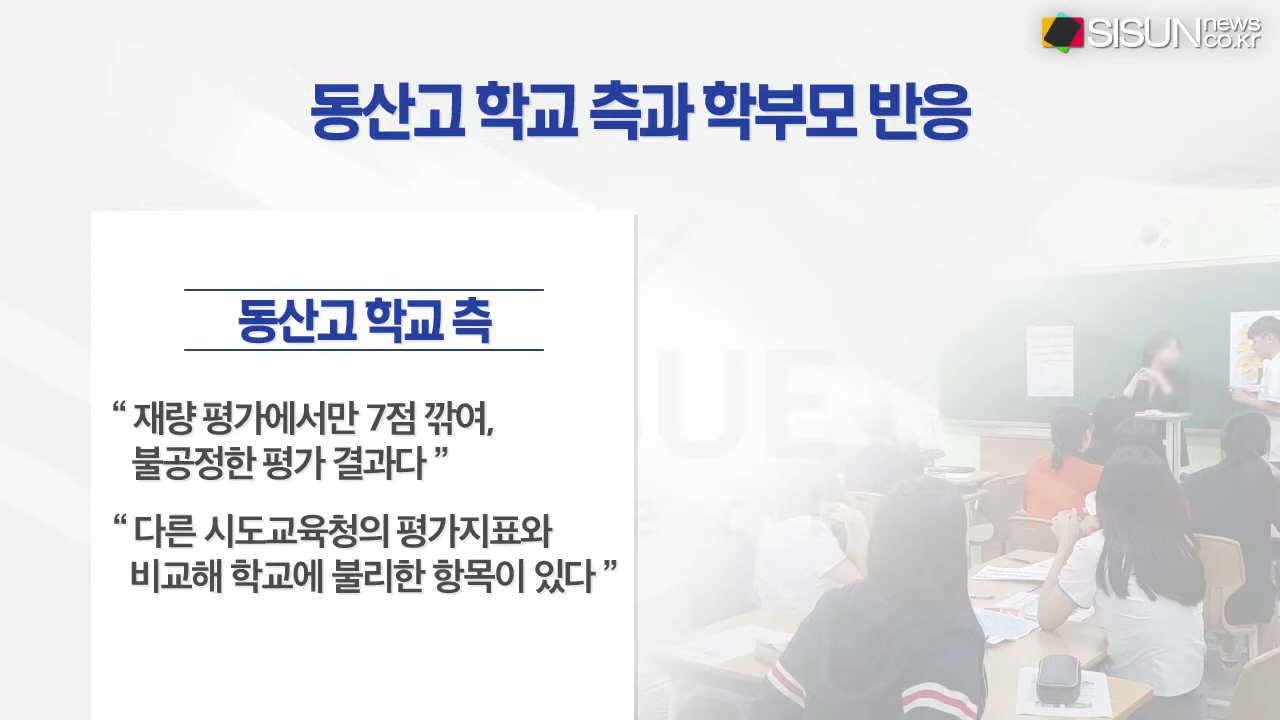 SISUN news
co.kr
동산고 학교 측과 학부모 반응
동산고 학교 측
“ 재량 평가에서만 7점 깎여,
불공정한 평가 결과다 ”
“ 다른 시도교육청의 평가지표와
비교해 학교에 불리한 항목이 있다 ”